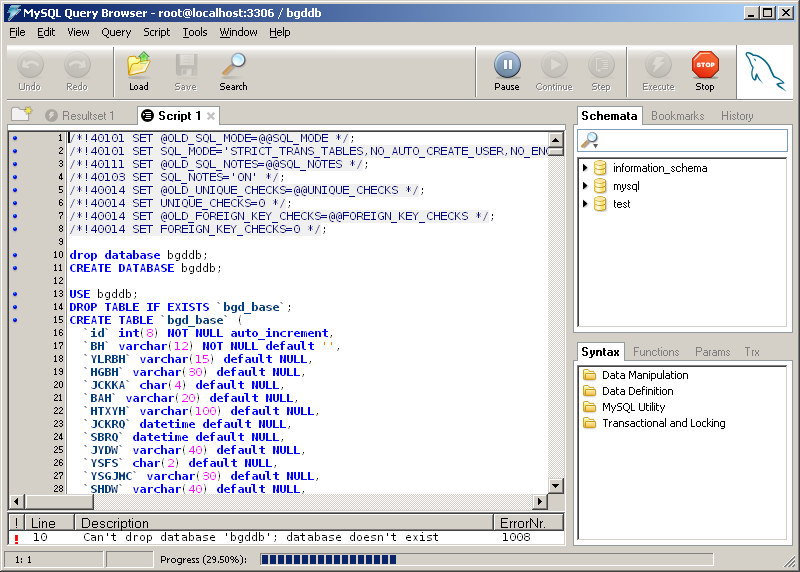 MySQL Query Browser - root@localhost:3306 / bgddb
File Edit View Query Script Tools Window Help
Undo Redo Load Save Search Pause Continue Step Execute STOP Stop
Resultset 1 Script 1
1 /*!40101 SET @OLD_SQL_MODE=@@SQL_MODE */;
2 /*!40101 SET SQL_MODE='STRICT_TRANS_TABLES,NO_AUTO_CREATE_USER,NO_ENG
3 /*!40111 SET @OLD_SQL_NOTES=@@SQL_NOTES */;
4 /*!40103 SET SQL_NOTES='ON' */;
5 /*!40014 SET @OLD_UNIQUE_CHECKS=@@UNIQUE_CHECKS */;
6 /*!40014 SET UNIQUE_CHECKS=0 */;
7 /*!40014 SET @OLD_FOREIGN_KEY_CHECKS=@@FOREIGN_KEY_CHECKS */;
8 /*!40014 SET FOREIGN_KEY_CHECKS=0 */;
9
10 drop database bgddb;
11 CREATE DATABASE bgddb;
12
13 USE bgddb;
14 DROP TABLE IF EXISTS `bgd_base`;
15 CREATE TABLE `bgd_base` (
16 `id` int(8) NOT NULL auto_increment,
17 `BH` varchar(12) NOT NULL default '',
18 `YLRBH` varchar(15) default NULL,
19 `HGBH` varchar(30) default NULL,
20 `JCKKA` char(4) default NULL,
21 `BAH` varchar(20) default NULL,
22 `HTXYH` varchar(100) default NULL,
23 `JCKRQ` datetime default NULL,
24 `SBRQ` datetime default NULL,
25 `JYDW` varchar(40) default NULL,
26 `YSFS` char(2) default NULL,
27 `YSGJMC` varchar(30) default NULL,
28 `SHDW` varchar(40) default NULL,
Schemata Bookmarks History
information_schema
mysql
test
Syntax Functions Params Trx
Data Manipulation
Data Definition
MySQL Utility
Transactional and Locking
! Line Description ErrorNr.
! 10 Can't drop database 'bgddb'; database doesn't exist 1008
1: 1 Progress (29.50%):